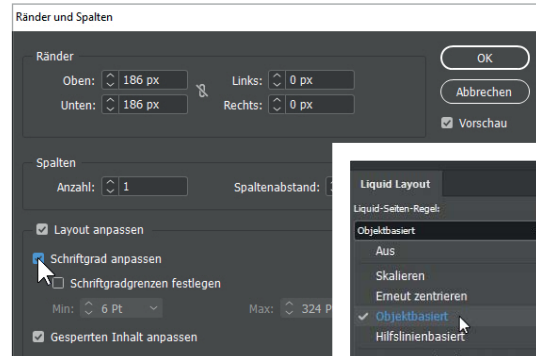 Ränder und Spalten
Ränder
Oben: 186 px
Links: 0 px
Unten: 186 px
Rechts: 0 px
OK
Abbrechen
Vorschau
Spalten
Anzahl: 1
Spaltenabstand:
Layout anpassen
Schriftgrad anpassen
Schriftgradgrenzen festlegen
Min: 6 Pt
Max: 324 P
Gesperrten Inhalt anpassen
Liquid Layout
Liquid-Seiten-Regel:
Objektbasiert
Aus
Skalieren
Erneut zentrieren
Objektbasiert
Hilfslinienbasiert